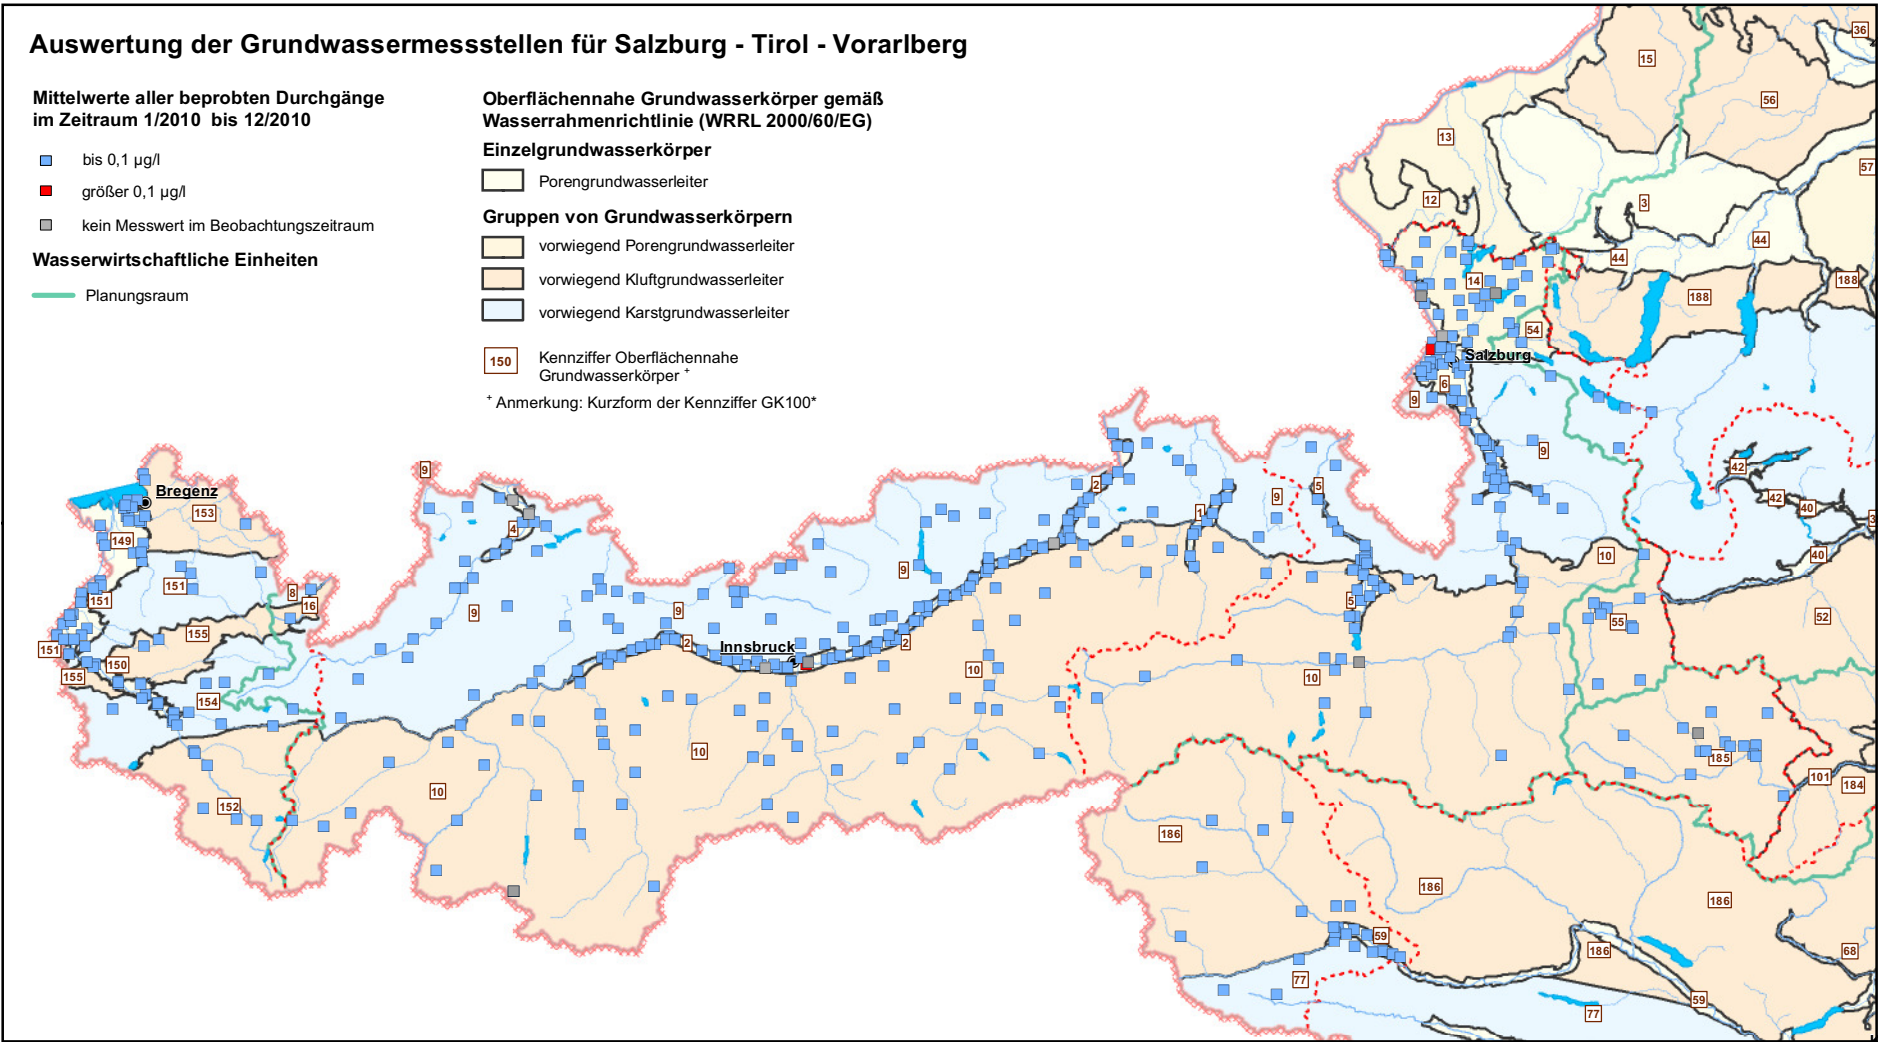 Auswertung der Grundwassermessstellen für Salzburg - Tirol - Vorarlberg
Mittelwerte aller beprobten Durchgänge
im Zeitraum 1/2010 bis 12/2010
bis 0,1 µg/l
größer 0,1 µg/l
kein Messwert im Beobachtungszeitraum
Wasserwirtschaftliche Einheiten
Planungsraum
Oberflächennahe Grundwasserkörper gemäß
Wasserrahmenrichtlinie (WRRL 2000/60/EG)
Einzelgrundwasserkörper
Porengrundwasserleiter
Gruppen von Grundwasserkörpern
vorwiegend Porengrundwasserleiter
vorwiegend Kluftgrundwasserleiter
vorwiegend Karstgrundwasserleiter
150 Kennziffer Oberflächennahe
Grundwasserkörper +
+ Anmerkung: Kurzform der Kennziffer GK100*
36
15
56
13
57
12
3
44
44
14
188
188
54
Salzburg
6
9
9
42
42
40
3
40
9
2
9
5
1
4
Bregenz
153
149
151
151
8
16
155
151
150
155
154
152
9
9
9
2
Innsbruck
2
10
10
10
5
10
10
55
52
185
101
184
186
186
186
59
186
68
77
59
77